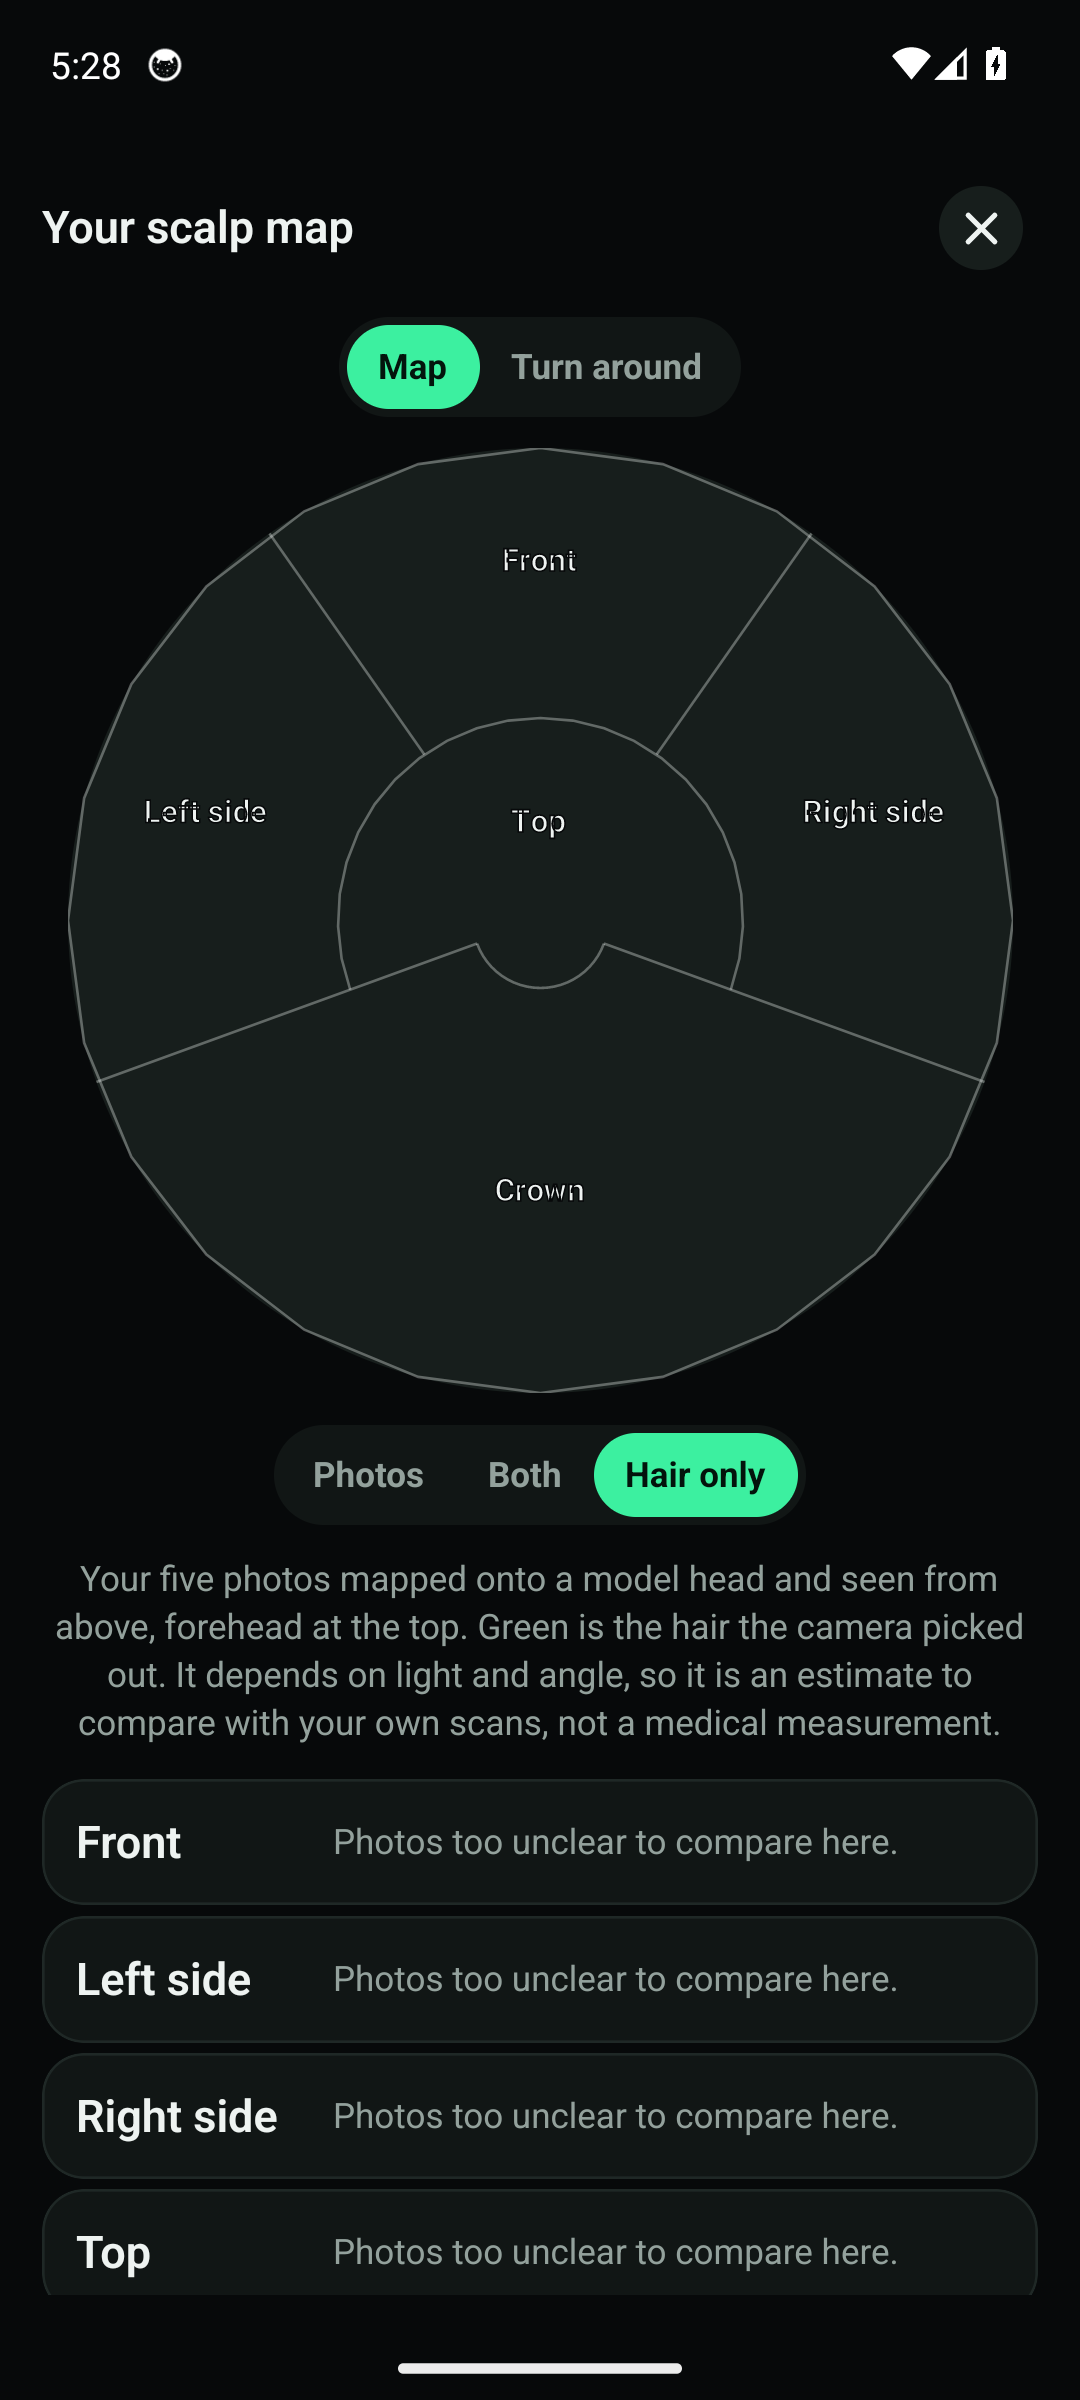 5:28
Your scalp map
Map
Turn around
Front
Left side
Top
Right side
Crown
Photos
Both
Hair only
Your five photos mapped onto a model head and seen from
above, forehead at the top. Green is the hair the camera picked
out. It depends on light and angle, so it is an estimate to
compare with your own scans, not a medical measurement.
Front
Photos too unclear to compare here.
Left side
Photos too unclear to compare here.
Right side
Photos too unclear to compare here.
Top
Photos too unclear to compare here.